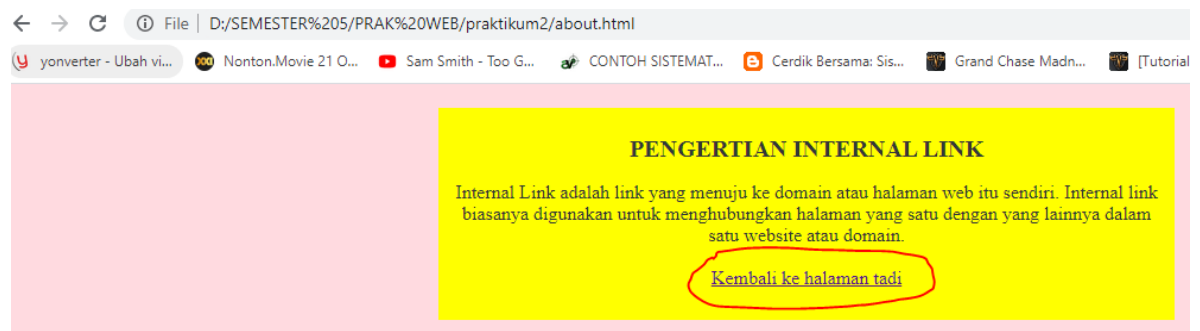 File | D:/SEMESTER%205/PRAK%20WEB/praktikum2/about.html
yonverter - Ubah vi... Nonton.Movie 21 O... Sam Smith - Too G... CONTOH SISTEMAT... Cerdik Bersama: Sis... Grand Chase Madn... [Tutorial
PENGERTIAN INTERNAL LINK
Internal Link adalah link yang menuju ke domain atau halaman web itu sendiri. Internal link
biasanya digunakan untuk menghubungkan halaman yang satu dengan yang lainnya dalam
satu website atau domain.
Kembali ke halaman tadi